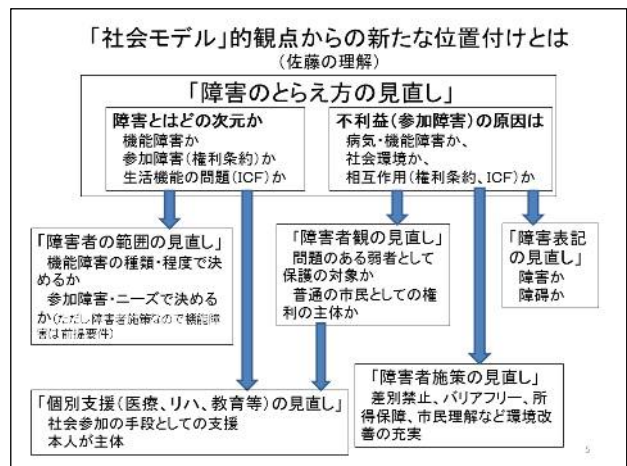 「社会モデル」的観点からの新たな位置付けとは
(佐藤の理解)
「障害のとらえ方の見直し」
障害とはどの次元か
機能障害か
参加障害(権利条約)か
生活機能の問題(ICF)か
不利益(参加障害)の原因は
病気・機能障害か、
社会環境か、
相互作用(権利条約、ICF)か
「障害者の範囲の見直し」
機能障害の種類・程度で決
めるか
参加障害・ニーズで決める
か(ただし障害者施策なので機能障
害は前提要件)
「障害者観の見直し」
問題のある弱者として
保護の対象か
普通の市民としての権
利の主体か
「障害表記
の見直し」
障害か
障碍か
「個別支援(医療、リハ、教育等)の見直し」
社会参加の手段としての支援
本人が主体
「障害者施策の見直し」
差別禁止、バリアフリー、所
得保障、市民理解など環境改
善の充実
5